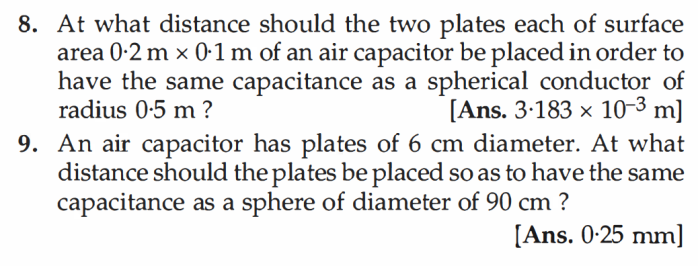 8. At what distance should the two plates each of surface
area 0·2 m × 0·1 m of an air capacitor be placed in order to
have the same capacitance as a spherical conductor of
radius 0·5 m ? [Ans. 3·183 × 10⁻³ m]
9. An air capacitor has plates of 6 cm diameter. At what
distance should the plates be placed so as to have the same
capacitance as a sphere of diameter of 90 cm ?
[Ans. 0·25 mm]